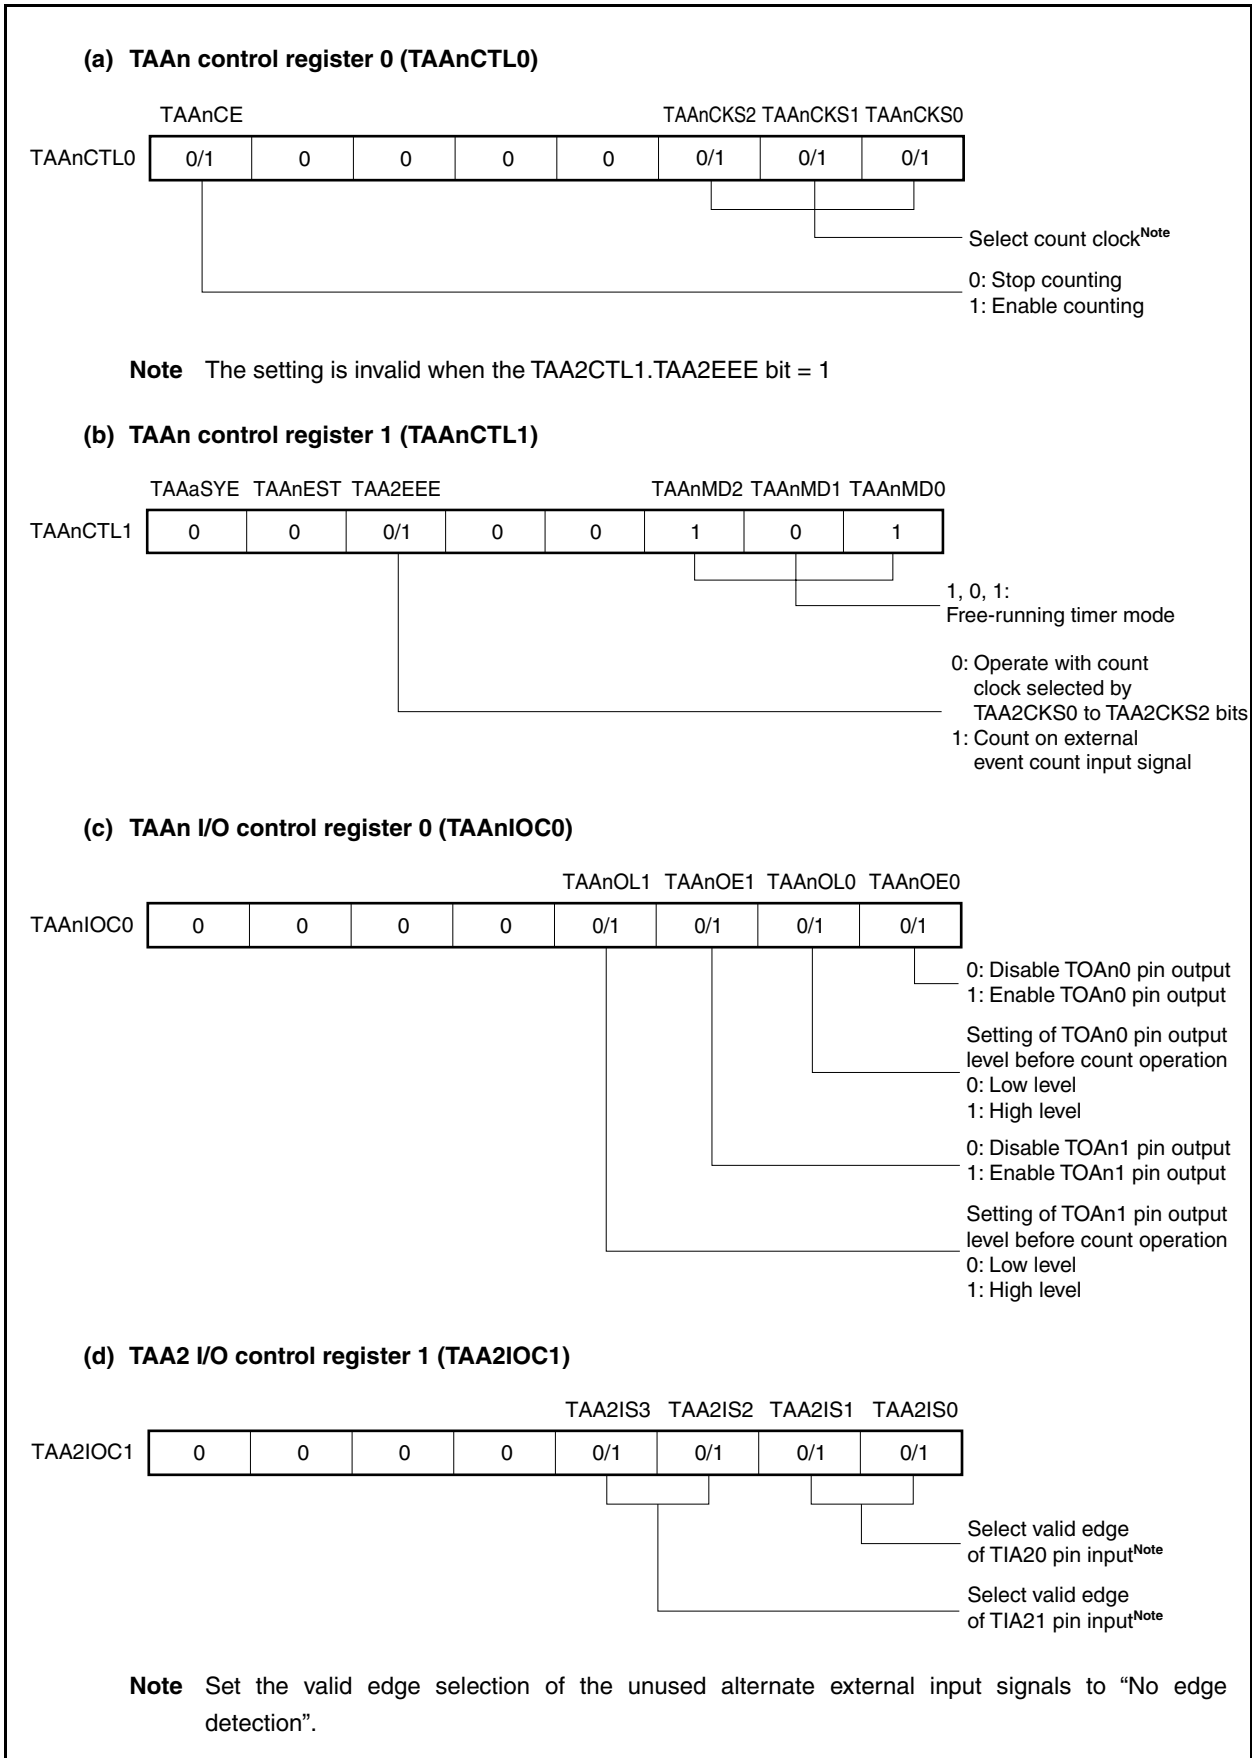 (a) TAAn control register 0 (TAAnCTL0)
TAAnCE TAAnCKS2 TAAnCKS1 TAAnCKS0
TAAnCTL0 0/1 0 0 0 0 0/1 0/1 0/1
Select count clockNote
0: Stop counting
1: Enable counting
Note The setting is invalid when the TAA2CTL1.TAA2EEE bit = 1
(b) TAAn control register 1 (TAAnCTL1)
TAAaSYE TAAnEST TAA2EEE TAAnMD2 TAAnMD1 TAAnMD0
TAAnCTL1 0 0 0/1 0 0 1 0 1
1, 0, 1:
Free-running timer mode
0: Operate with count
clock selected by
TAA2CKS0 to TAA2CKS2 bits
1: Count on external
event count input signal
(c) TAAn I/O control register 0 (TAAnIOC0)
TAAnOL1 TAAnOE1 TAAnOL0 TAAnOE0
TAAnIOC0 0 0 0 0 0/1 0/1 0/1 0/1
0: Disable TOAn0 pin output
1: Enable TOAn0 pin output
Setting of TOAn0 pin output
level before count operation
0: Low level
1: High level
0: Disable TOAn1 pin output
1: Enable TOAn1 pin output
Setting of TOAn1 pin output
level before count operation
0: Low level
1: High level
(d) TAA2 I/O control register 1 (TAA2IOC1)
TAA2IS3 TAA2IS2 TAA2IS1 TAA2IS0
TAA2IOC1 0 0 0 0 0/1 0/1 0/1 0/1
Select valid edge
of TIA20 pin inputNote
Select valid edge
of TIA21 pin inputNote
Note Set the valid edge selection of the unused alternate external input signals to “No edge
detection”.